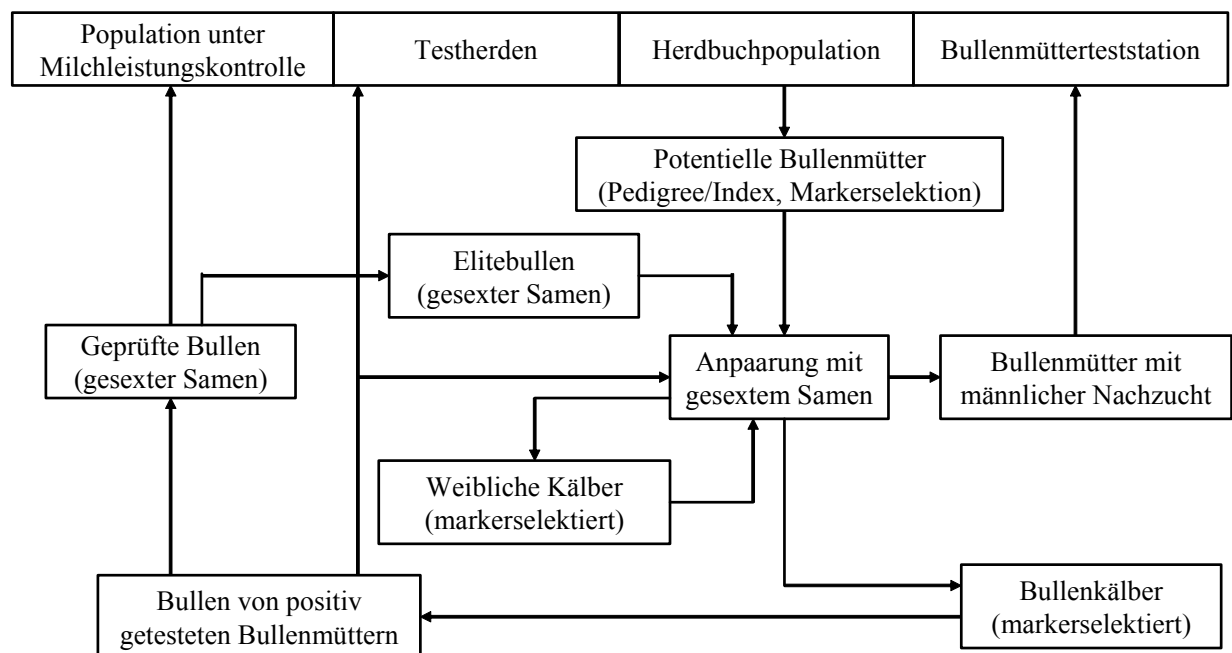 Population unter
Milchleistungskontrolle
Testherden
Herdbuchpopulation
Bullenmütterteststation
Potentielle Bullenmütter
(Pedigree/Index, Markerselektion)
Elitebullen
(gesexter Samen)
Geprüfte Bullen
(gesexter Samen)
Anpaarung mit
gesextem Samen
Bullenmütter mit
männlicher Nachzucht
Weibliche Kälber
(markerselektiert)
Bullen von positiv
getesteten Bullenmüttern
Bullenkälber
(markerselektiert)